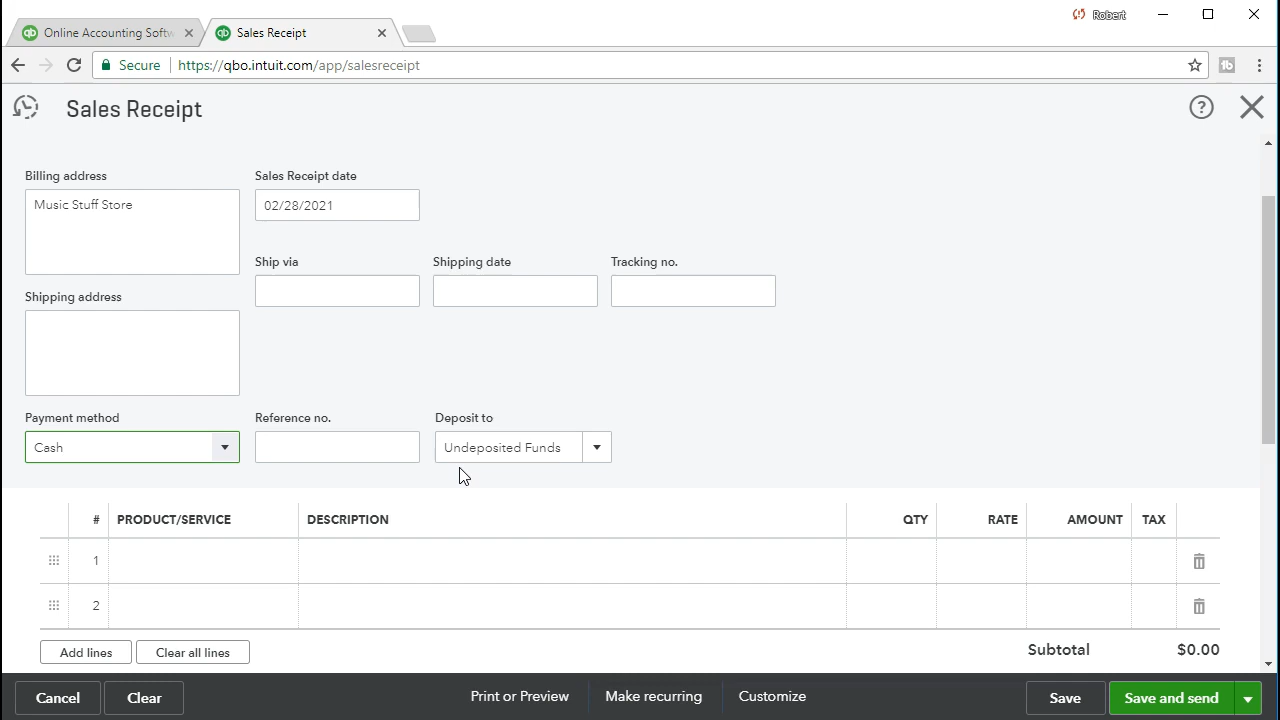 Robert
Online Accounting Softw
Sales Receipt
Secure
https://qbo.intuit.com/app/salesreceipt
Sales Receipt
Billing address
Sales Receipt date
Music Stuff Store
02/28/2021
Ship via
Shipping date
Tracking no.
Shipping address
Payment method
Reference no.
Deposit to
Cash
Undeposited Funds
# PRODUCT/SERVICE DESCRIPTION QTY RATE AMOUNT TAX
1
2
Add lines
Clear all lines
Subtotal $0.00
Cancel
Clear
Print or Preview
Make recurring
Customize
Save
Save and send